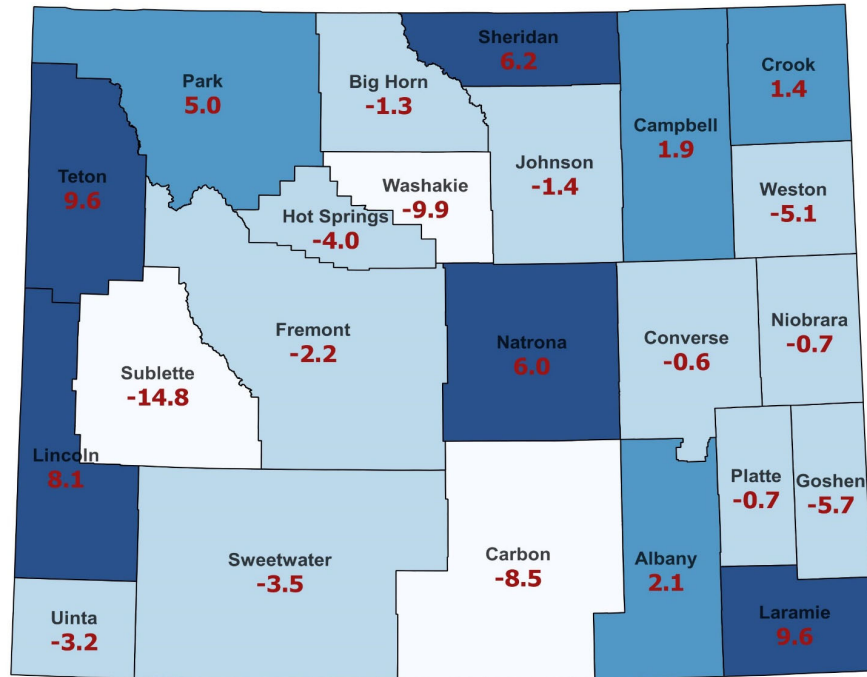 Sheridan
6.2
Park
5.0
Big Horn
-1.3
Crook
1.4
Campbell
1.9
Johnson
-1.4
Teton
9.6
Washakie
-9.9
Weston
-5.1
Hot Springs
-4.0
Fremont
-2.2
Natrona
6.0
Converse
-0.6
Niobrara
-0.7
Sublette
-14.8
Lincoln
8.1
Platte
-0.7
Goshen
-5.7
Sweetwater
-3.5
Carbon
-8.5
Albany
2.1
Uinta
-3.2
Laramie
9.6